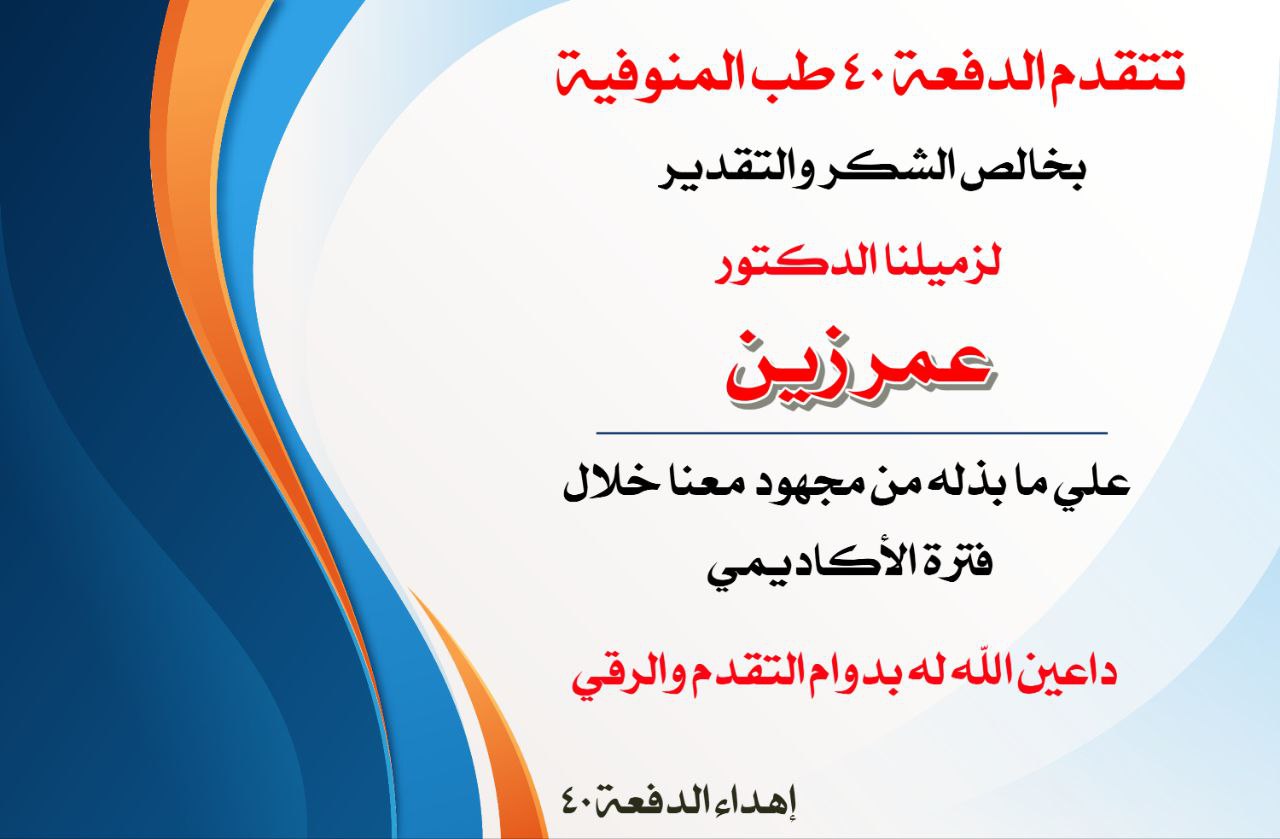 تتقدم الدفعة ٤٠ طب المنوفية
بخالص الشكر والتقدير
لزميلنا الدكتور
عمر زين
علي ما بذله من مجهود معنا خلال
فترة الأكاديمي
داعين الله له بدوام التقدم والرقي
إهداء الدفعة ٤٠